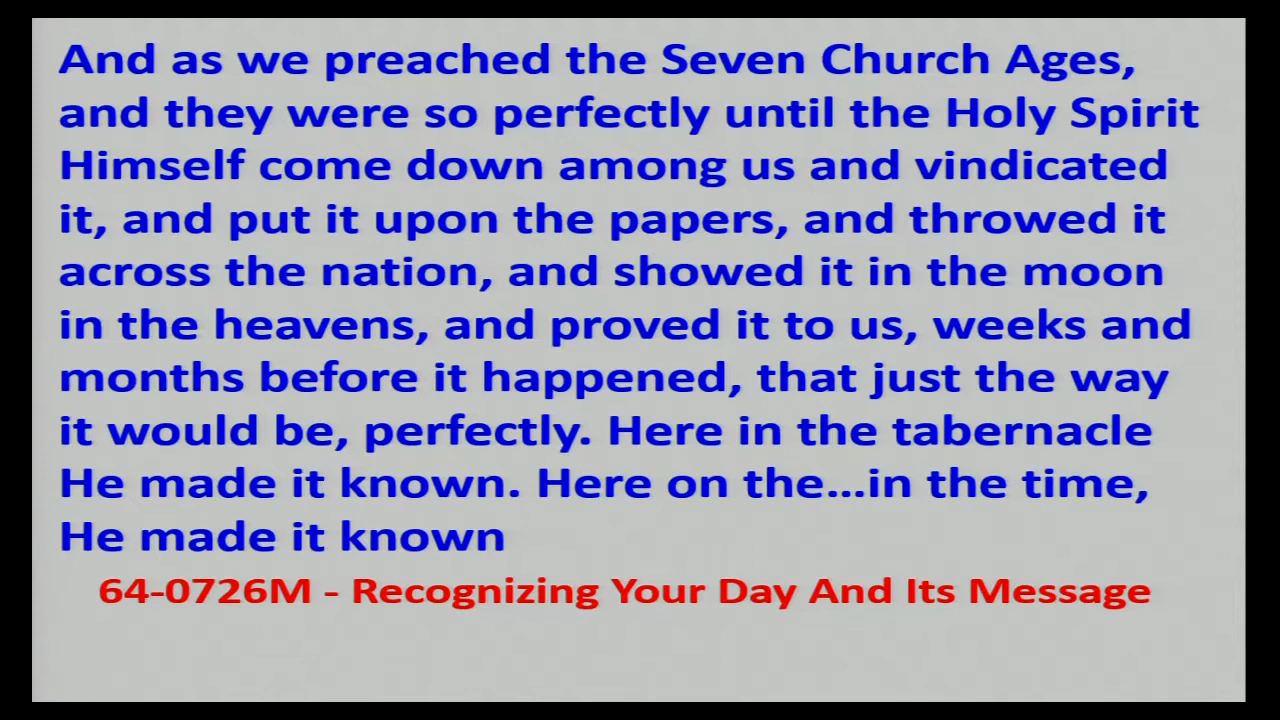 And as we preached the Seven Church Ages,
and they were so perfectly until the Holy Spirit
Himself come down among us and vindicated
it, and put it upon the papers, and throwed it
across the nation, and showed it in the moon
in the heavens, and proved it to us, weeks and
months before it happened, that just the way
it would be, perfectly. Here in the tabernacle
He made it known. Here on the...in the time,
He made it known
64-0726M - Recognizing Your Day And Its Message